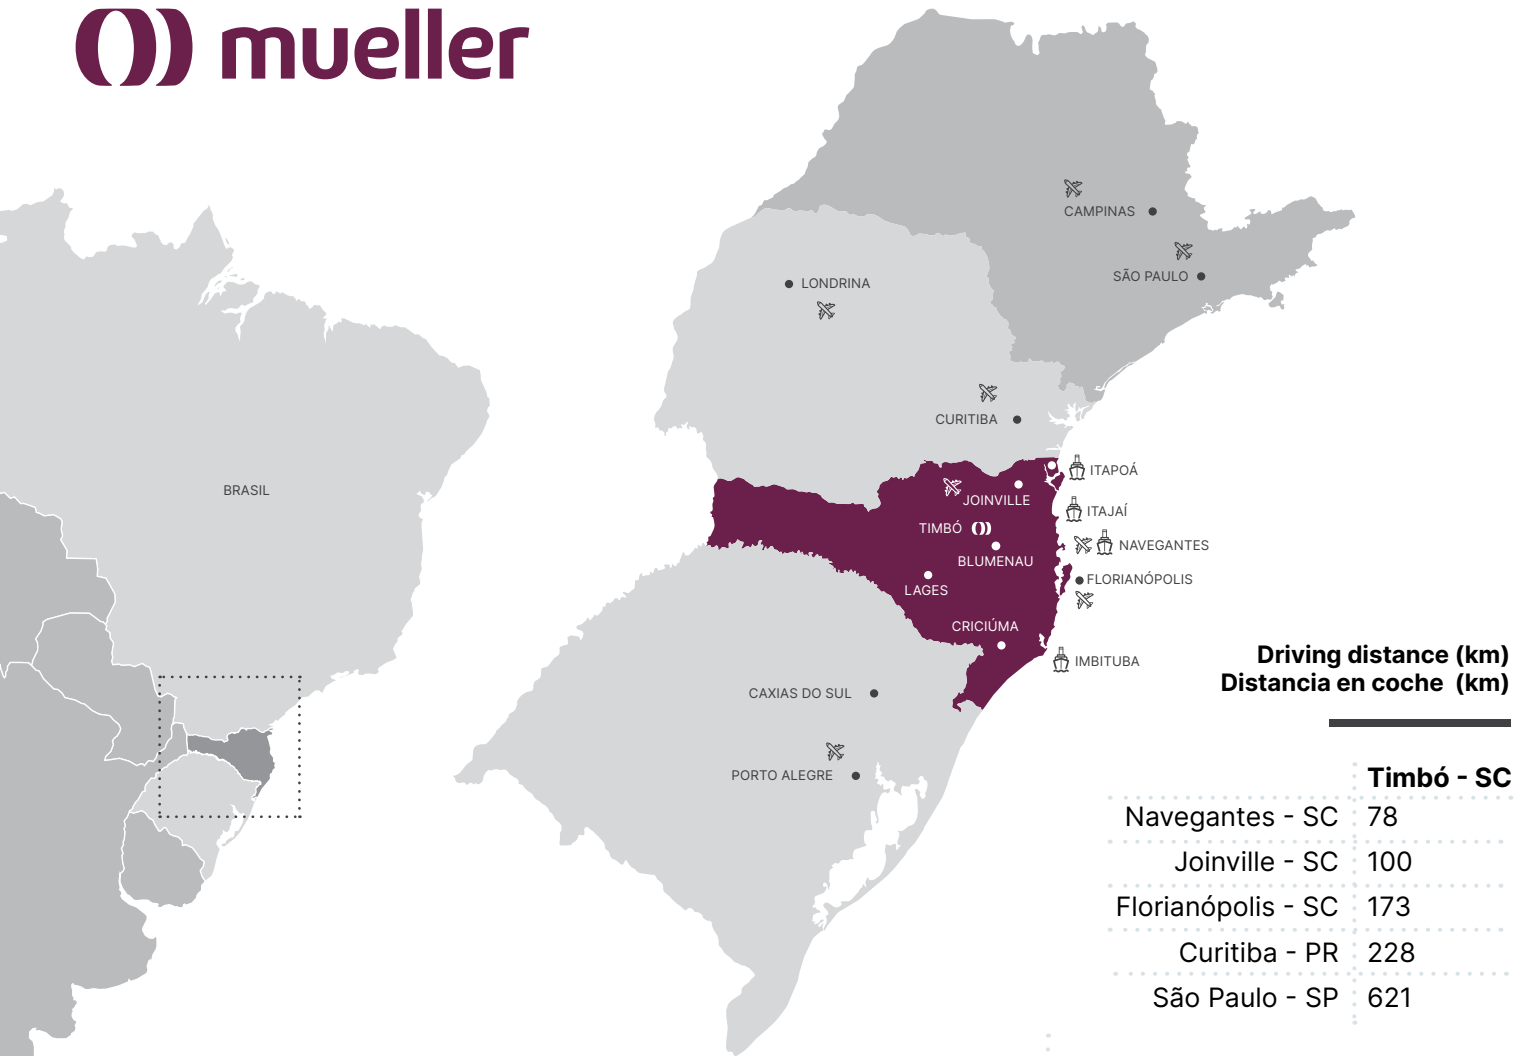 mueller
BRASIL
CAMPINAS
SÃO PAULO
LONDRINA
CURITIBA
ITAPOÁ
JOINVILLE
ITAJAÍ
TIMBÓ
NAVEGANTES
BLUMENAU
FLORIANÓPOLIS
LAGES
CRICIÚMA
IMBITUBA
CAXIAS DO SUL
PORTO ALEGRE
Driving distance (km)
Distancia en coche (km)
Timbó - SC
Navegantes - SC 78
Joinville - SC 100
Florianópolis - SC 173
Curitiba - PR 228
São Paulo - SP 621